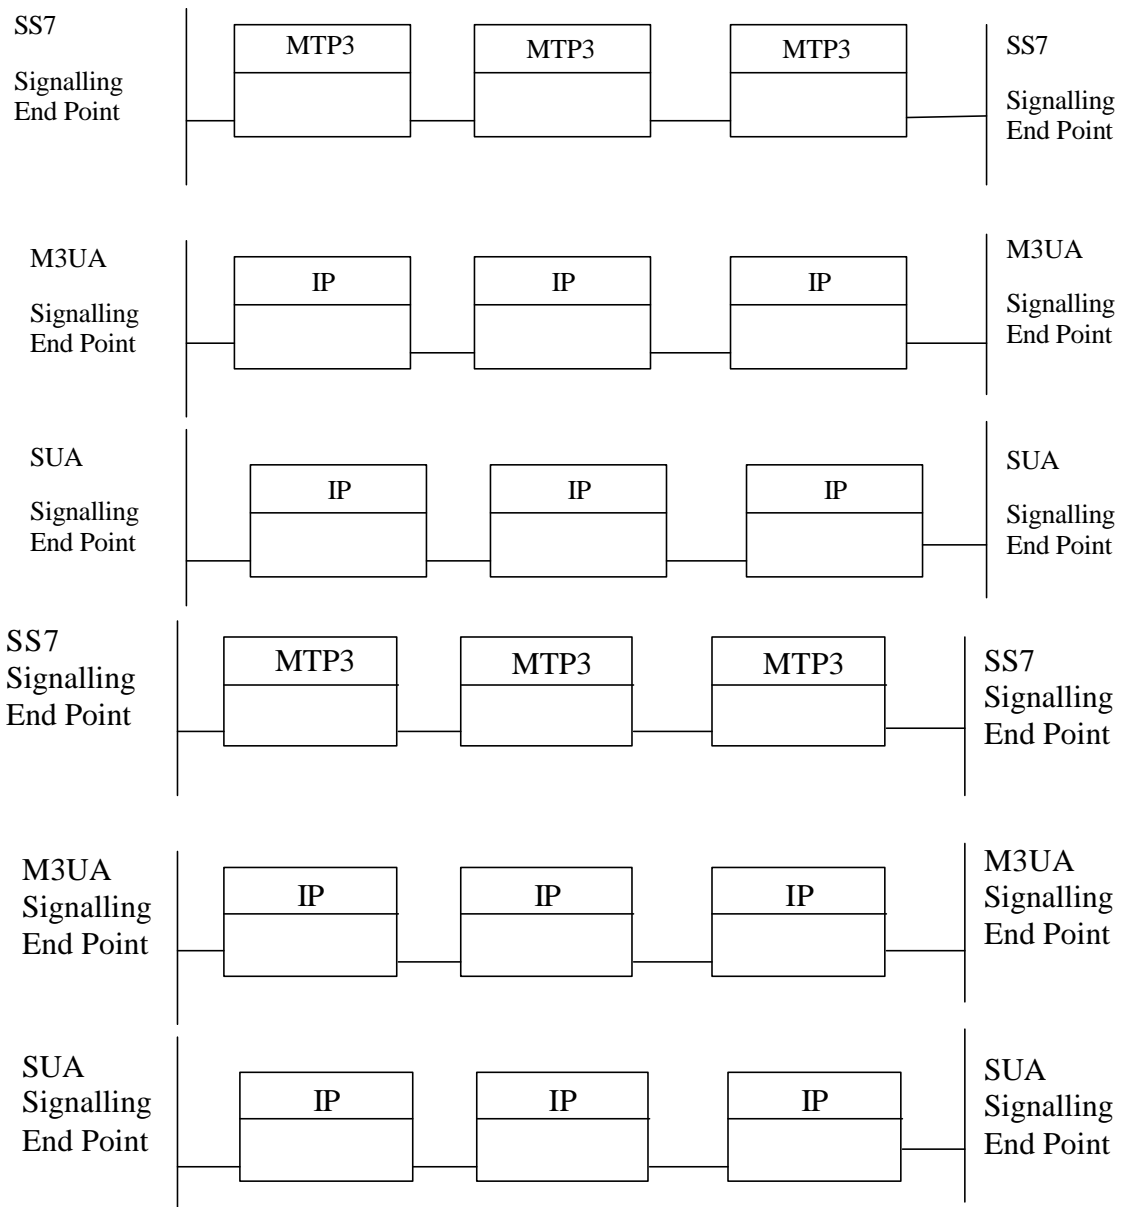 SS7
Signalling
End Point
MTP3
MTP3
MTP3
SS7
Signalling
End Point
M3UA
Signalling
End Point
IP
IP
IP
M3UA
Signalling
End Point
SUA
Signalling
End Point
IP
IP
IP
SUA
Signalling
End Point
SS7
Signalling
End Point
MTP3
MTP3
MTP3
SS7
Signalling
End Point
M3UA
Signalling
End Point
IP
IP
IP
M3UA
Signalling
End Point
SUA
Signalling
End Point
IP
IP
IP
SUA
Signalling
End Point